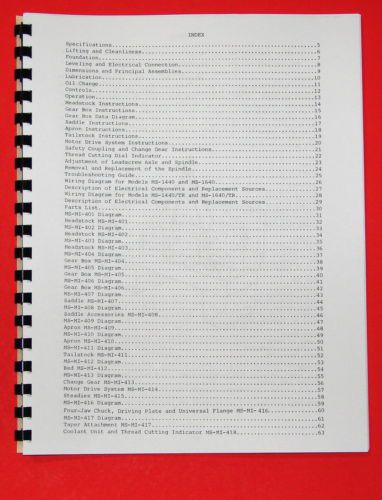 INDEX
Specifications....5
Lifting and Cleanliness....6
Foundation....7
Leveling and Electrical Connection....8
Dimensions and Principal Assemblies....9
Lubrication....10
Oil Change....11
Controls....12
Operation....13
Headstock Instructions....14
Gear Box Instructions....15
Gear Box Data Diagram....16
Saddle Instructions....17
Apron Instructions....18
Tailstock Instructions....19
Motor Drive System Instructions....20
Safety Coupling and Change Gear Instructions....21
Thread Cutting Dial Indicator....22
Adjustment of Leadscrew Axle and Spindle....23
Removal and Replacement of the Spindle....24
Troubleshooting Guide....25
Wiring Diagram for Models MS-1440 and MS-1640....26
Description of Electrical Components and Replacement Sources....27
Wiring Diagram for Models MS-1440/ER and MS-1640/ER....28
Description of Electrical Components and Replacement Sources....29
Parts List....30
MS-MI-401 Diagram....31
Headstock MS-MI-401....32
MS-MI-402 Diagram....33
Headstock MS-MI-402....34
MS-MI-403 Diagram....35
Headstock MS-MI-403....36
MS-MI-404 Diagram....37
Gear Box MS-MI-404....38
MS-MI-405 Diagram....39
Gear Box MS-MI-405....40
MS-MI-406 Diagram....41
Gear Box MS-MI-406....42
MS-MI-407 Diagram....43
Saddle MS-MI-407....44
MS-MI-408 Diagram....45
Saddle Accessories MS-MI-408....46
MS-MI-409 Diagram....47
Apron MS-MI-409....48
MS-MI-410 Diagram....49
Apron MS-MI-410....50
MS-MI-411 Diagram....51
Tailstock MS-MI-411....52
MS-MI-412 Diagram....53
Bed MS-MI-412....54
MS-MI-413 Diagram....55
Change Gear MS-MI-413....56
Motor Drive System MS-MI-414....57
Steadies MS-MI-415....58
MS-MI-416 Diagram....59
Four-Jaw Chuck, Driving Plate and Universal Flange MS-MI-416....60
MS-MI-417 Diagram....61
Taper Attachment MS-MI-417....62
Coolant Unit and Thread Cutting Indicator MS-MI-418....63